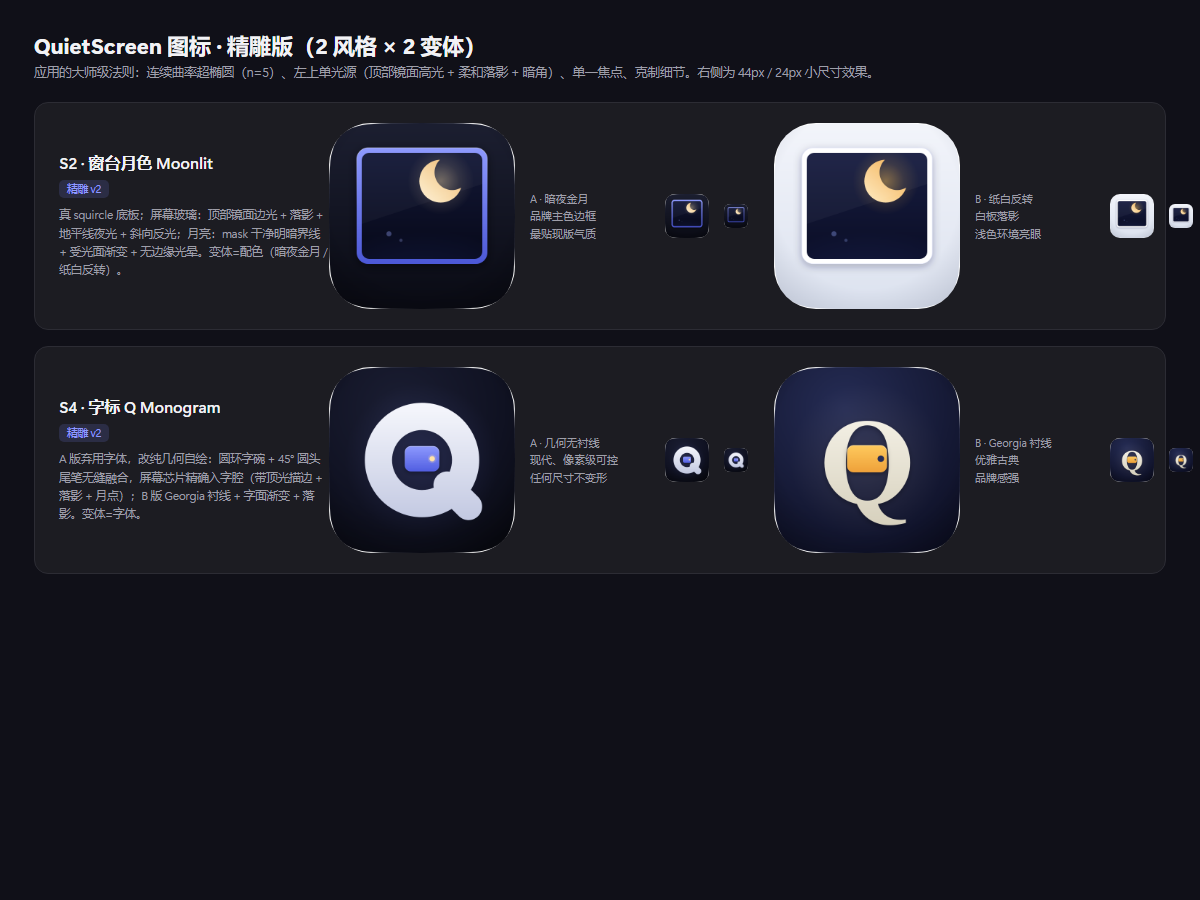 QuietScreen 图标 · 精雕版（2 风格 × 2 变体）
应用的大师级法则：连续曲率超椭圆（n=5）、左上单光源（顶部镜面高光 + 柔和落影 + 暗角）、单一焦点、克制细节。右侧为 44px / 24px 小尺寸效果。
S2 · 窗台月色 Moonlit
精雕 v2
真 squircle 底板；屏幕玻璃：顶部镜面边光 + 落影 +
地平线夜光 + 斜向反光；月亮：mask 干净明暗界线
+ 受光面渐变 + 无边缘光晕。变体=配色（暗夜金月 /
纸白反转）。
A · 暗夜金月
品牌主色边框
最贴现版气质
B · 纸白反转
白板落影
浅色环境亮眼
S4 · 字标 Q Monogram
精雕 v2
A 版弃用字体，改纯几何自绘：圆环字碗 + 45° 圆头
尾笔无缝融合，屏幕芯片精确入字腔（带顶光描边 +
落影 + 月点）；B 版 Georgia 衬线 + 字面渐变 + 落
影。变体=字体。
A · 几何无衬线
现代、像素级可控
任何尺寸不变形
B · Georgia 衬线
优雅古典
品牌感强